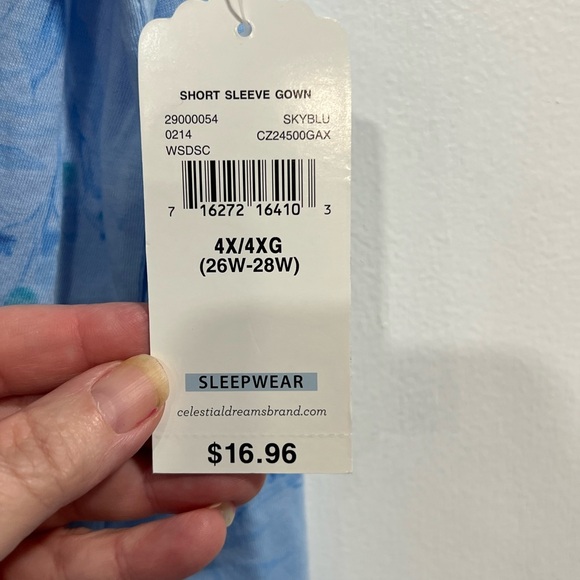 SHORT SLEEVE GOWN
29000054 SKYBLU
0214 CZ24500GAX
WSDSC
7 16272 16410 3
4X/4XG
(26W-28W)
SLEEPWEAR
celestialdreamsbrand.com
$16.96